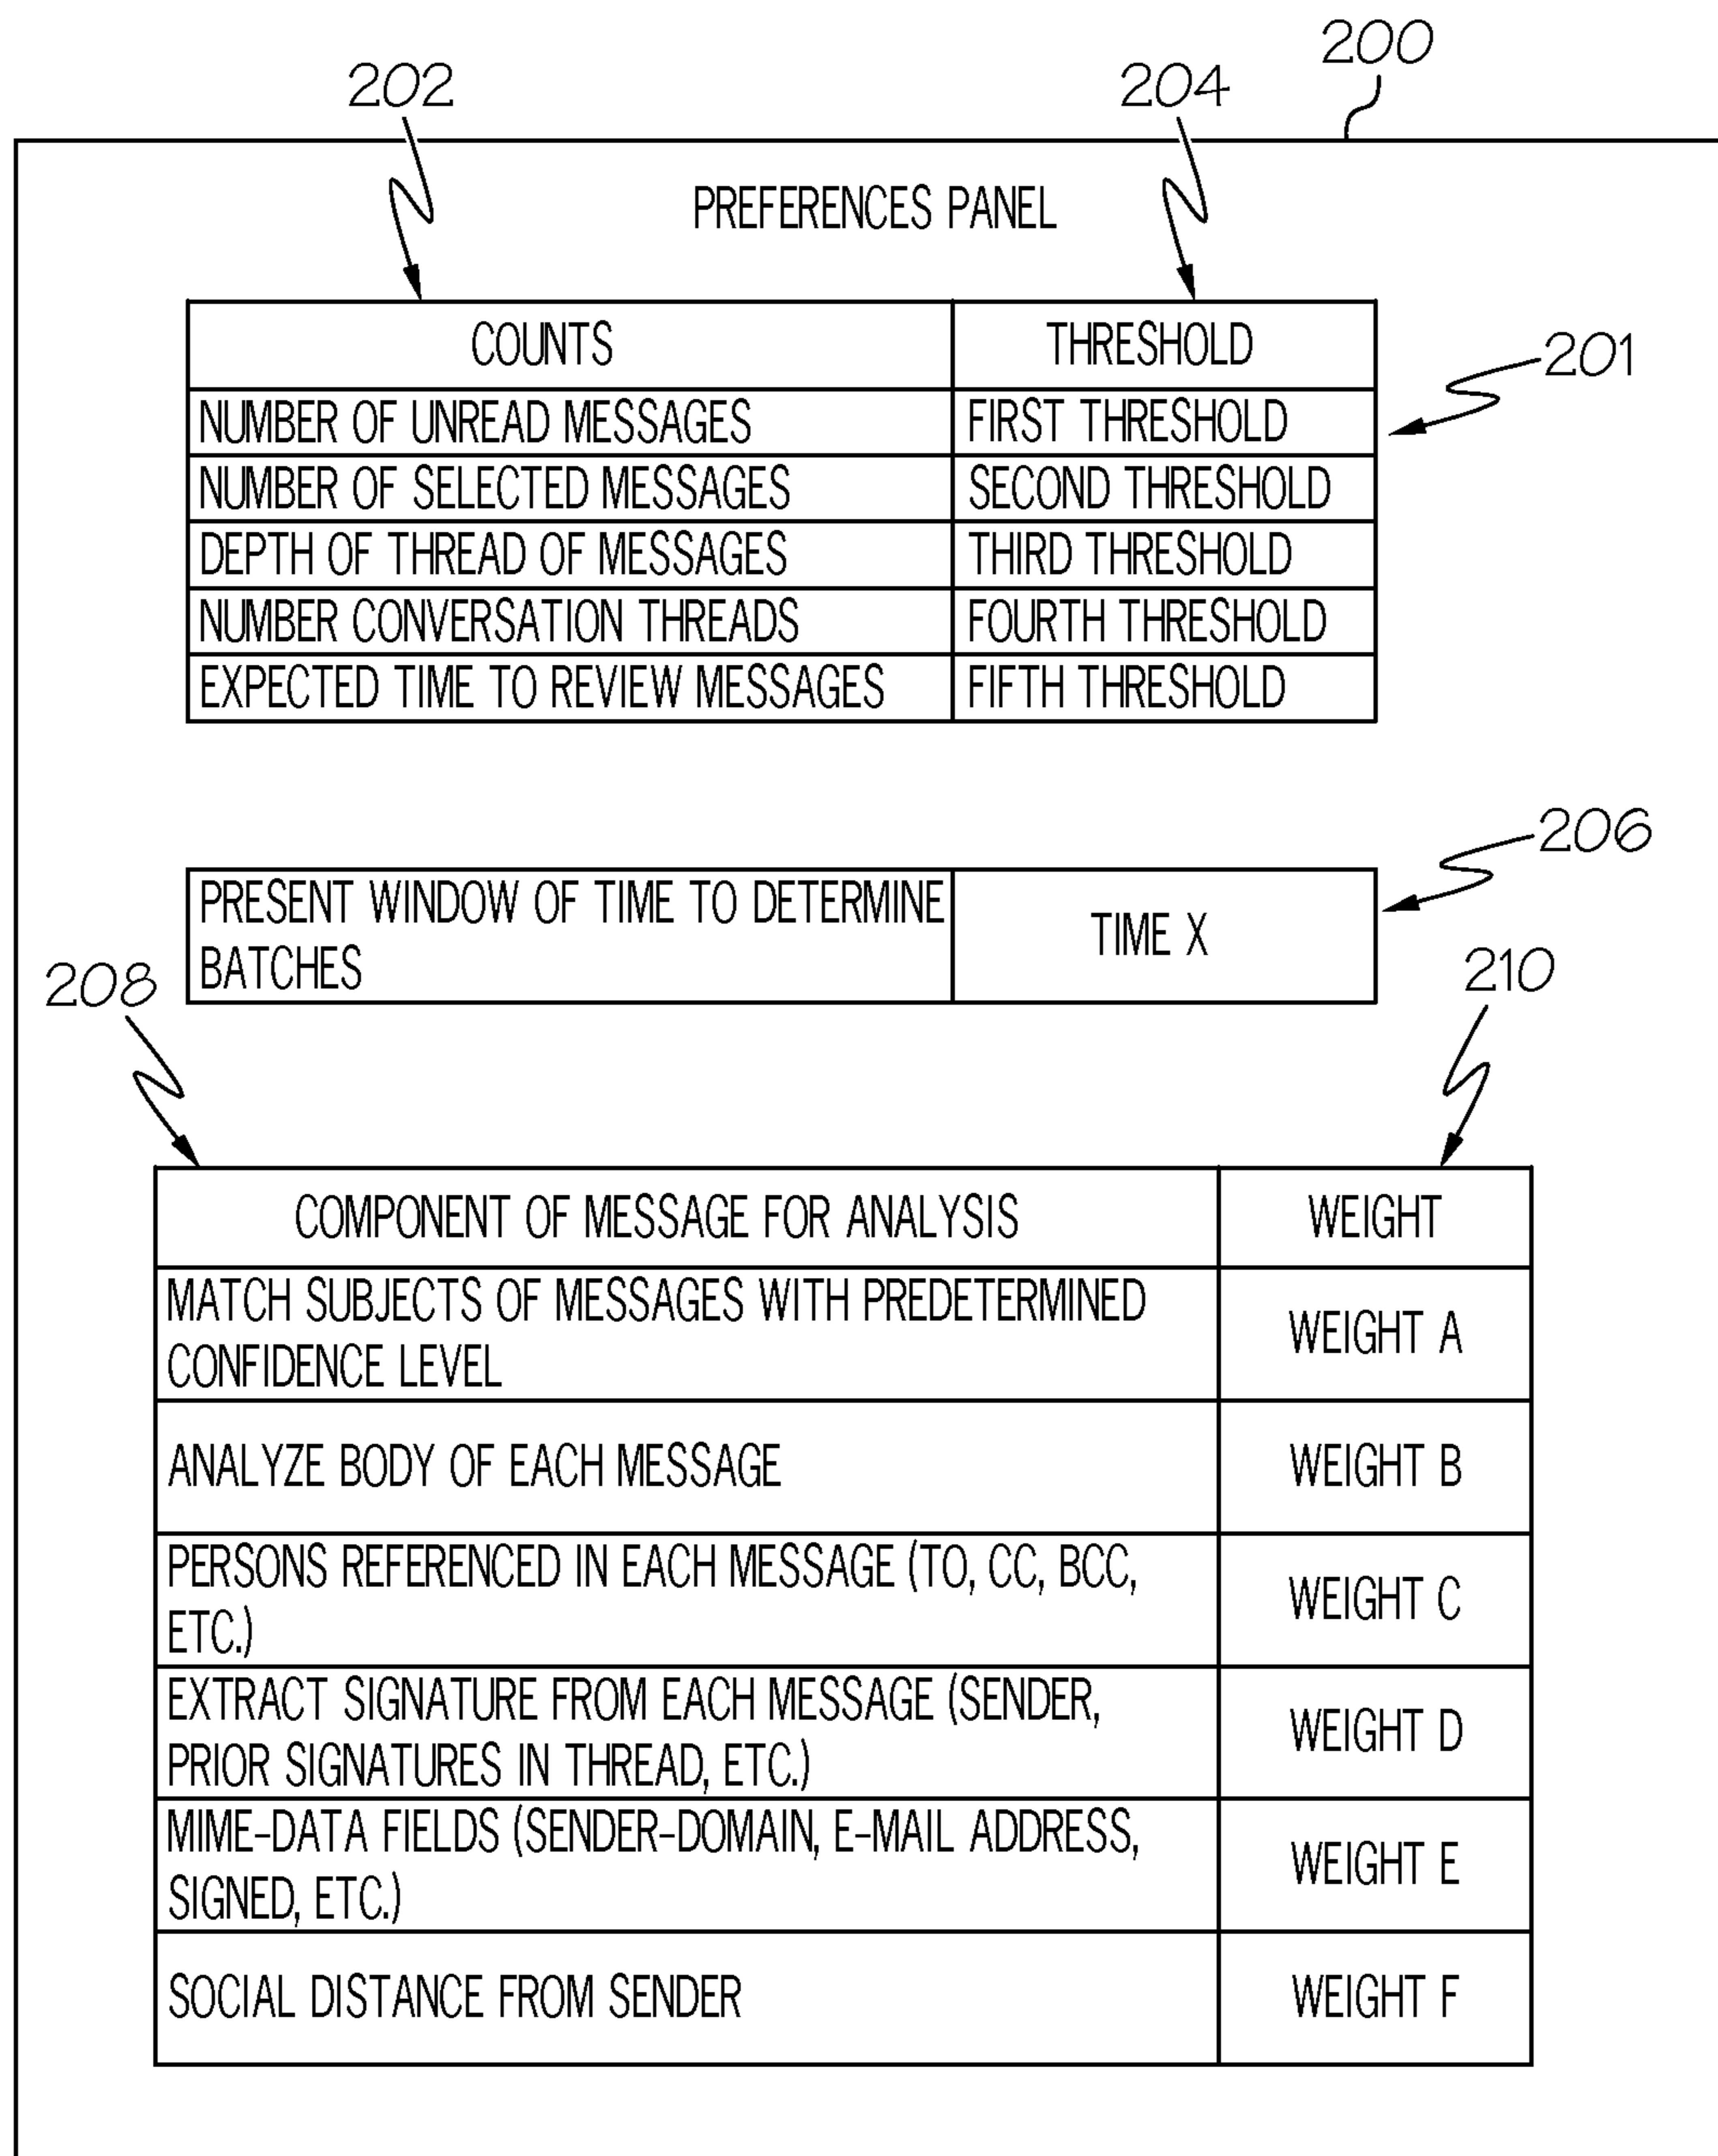 200
202
204
PREFERENCES PANEL
COUNTS THRESHOLD
201
NUMBER OF UNREAD MESSAGES FIRST THRESHOLD
NUMBER OF SELECTED MESSAGES SECOND THRESHOLD
DEPTH OF THREAD OF MESSAGES THIRD THRESHOLD
NUMBER CONVERSATION THREADS FOURTH THRESHOLD
EXPECTED TIME TO REVIEW MESSAGES FIFTH THRESHOLD
206
PRESENT WINDOW OF TIME TO DETERMINE
BATCHES
TIME X
208
210
COMPONENT OF MESSAGE FOR ANALYSIS WEIGHT
MATCH SUBJECTS OF MESSAGES WITH PREDETERMINED
CONFIDENCE LEVEL
WEIGHT A
ANALYZE BODY OF EACH MESSAGE WEIGHT B
PERSONS REFERENCED IN EACH MESSAGE (TO, CC, BCC,
ETC.)
WEIGHT C
EXTRACT SIGNATURE FROM EACH MESSAGE (SENDER,
PRIOR SIGNATURES IN THREAD, ETC.)
WEIGHT D
MIME-DATA FIELDS (SENDER-DOMAIN, E-MAIL ADDRESS,
SIGNED, ETC.)
WEIGHT E
SOCIAL DISTANCE FROM SENDER WEIGHT F